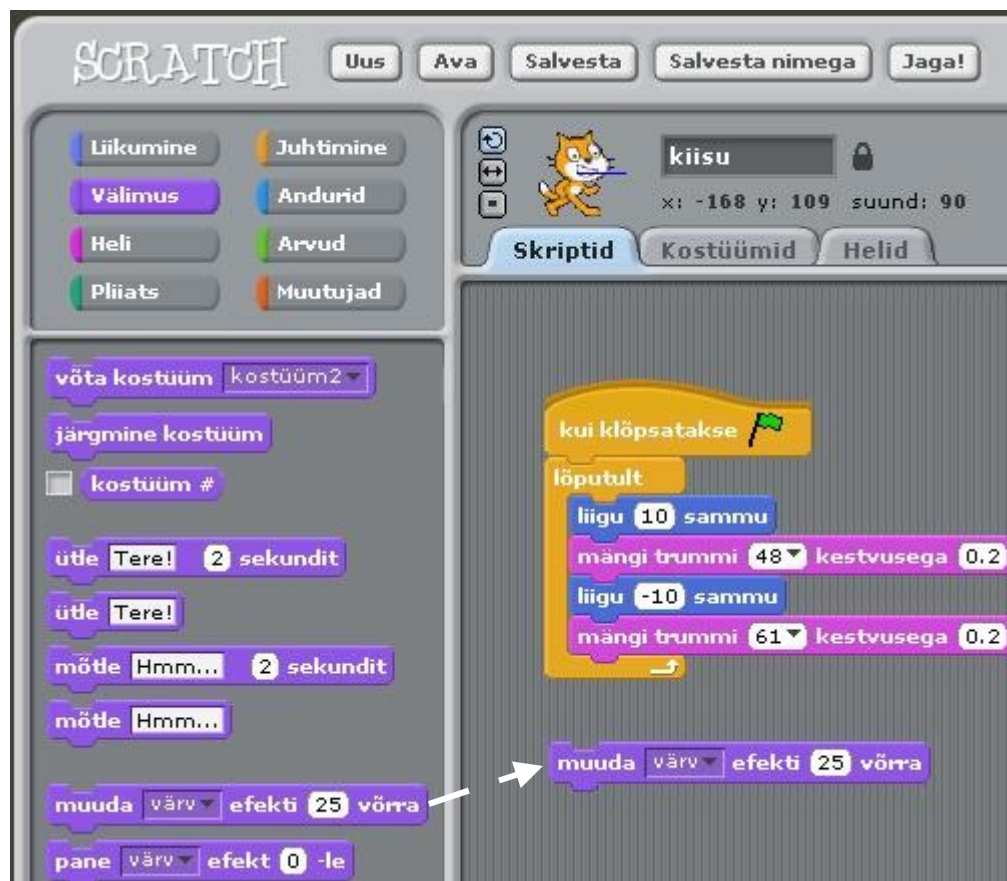 SCRATCH Uus Ava Salvesta Salvesta nimega Jaga!
Liikumine Juhtimine
Välimus Andurid
Heli Arvud
Pliiats Muutujad
kiisu
x: -168 y: 109 suund: 90
Skriptid Kostüümid Helid
võta kostüüm kostüüm2
järgmine kostüüm
kostüüm #
ütle Tere! 2 sekundit
ütle Tere!
mõtle Hmm... 2 sekundit
mõtle Hmm...
muuda värv efekti 25 võrra
pane värv efekt 0 -le
kui klõpsatakse
lõputult
liigu 10 sammu
mängi trummi 48 kestvusega 0.2
liigu -10 sammu
mängi trummi 61 kestvusega 0.2
muuda värv efekti 25 võrra